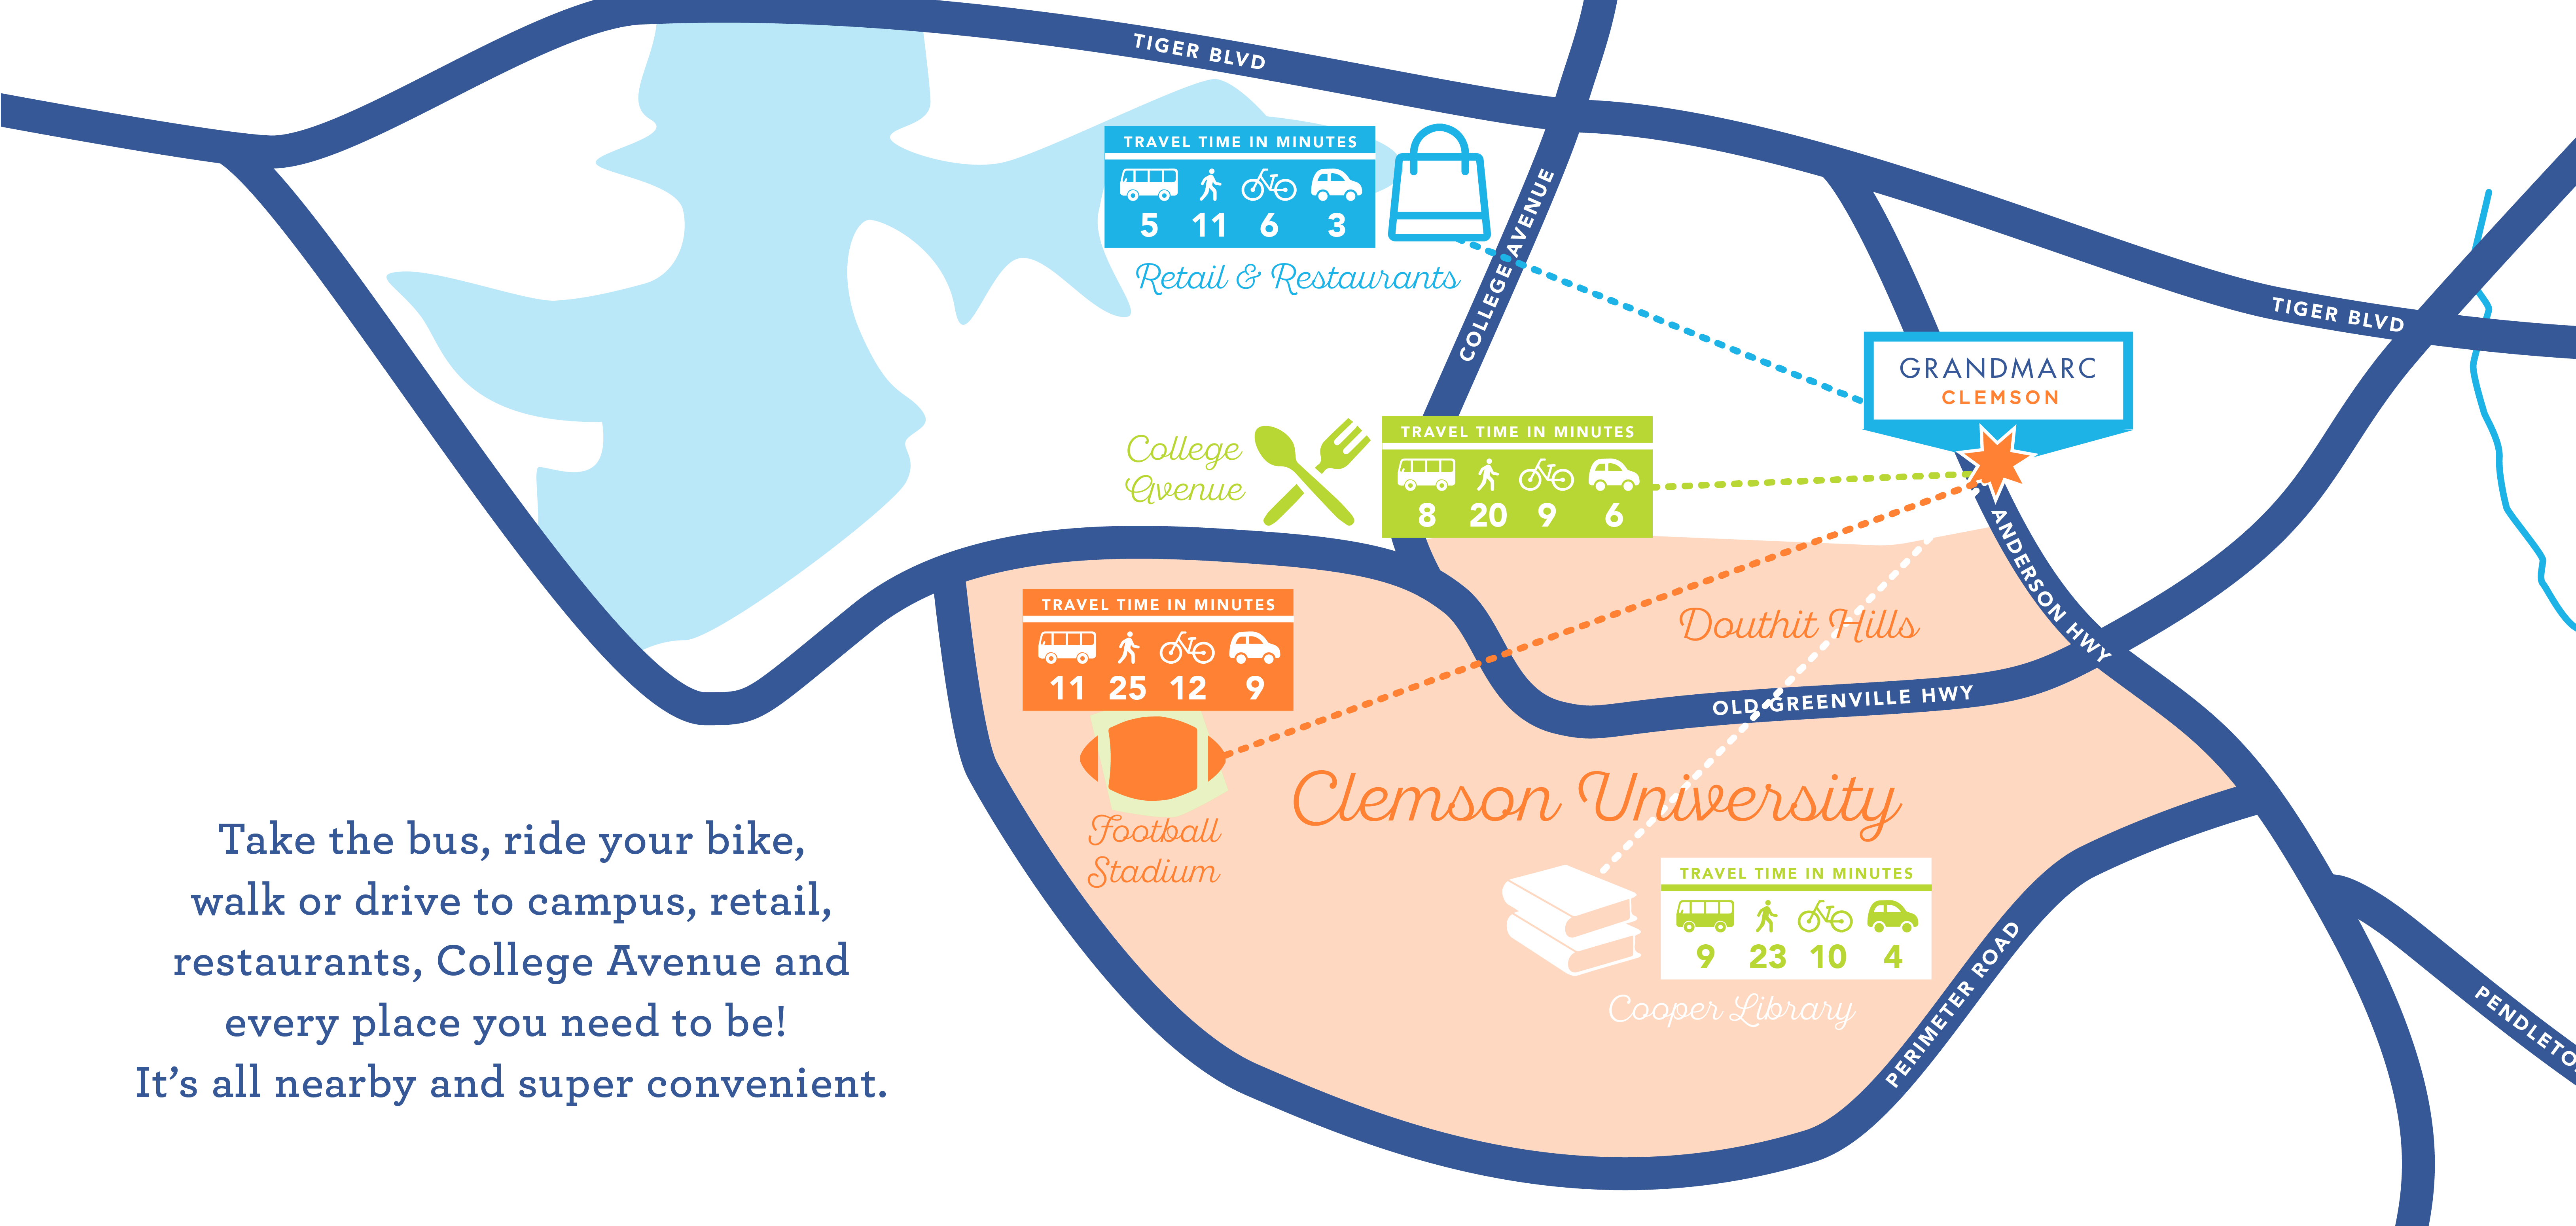 TIGER BLVD
TRAVEL TIME IN MINUTES
5 11 6 3
Retail & Restaurants
COLLEGE AVENUE
TIGER BLVD
GRANDMARC
CLEMSON
College
Avenue
TRAVEL TIME IN MINUTES
8 20 9 6
ANDERSON HWY
TRAVEL TIME IN MINUTES
11 25 12 9
Douthit Hills
OLD GREENVILLE HWY
Clemson University
Football
Stadium
TRAVEL TIME IN MINUTES
9 23 10 4
Cooper Library
PERIMETER ROAD
PENDLETO
Take the bus, ride your bike,
walk or drive to campus, retail,
restaurants, College Avenue and
every place you need to be!
It's all nearby and super convenient.